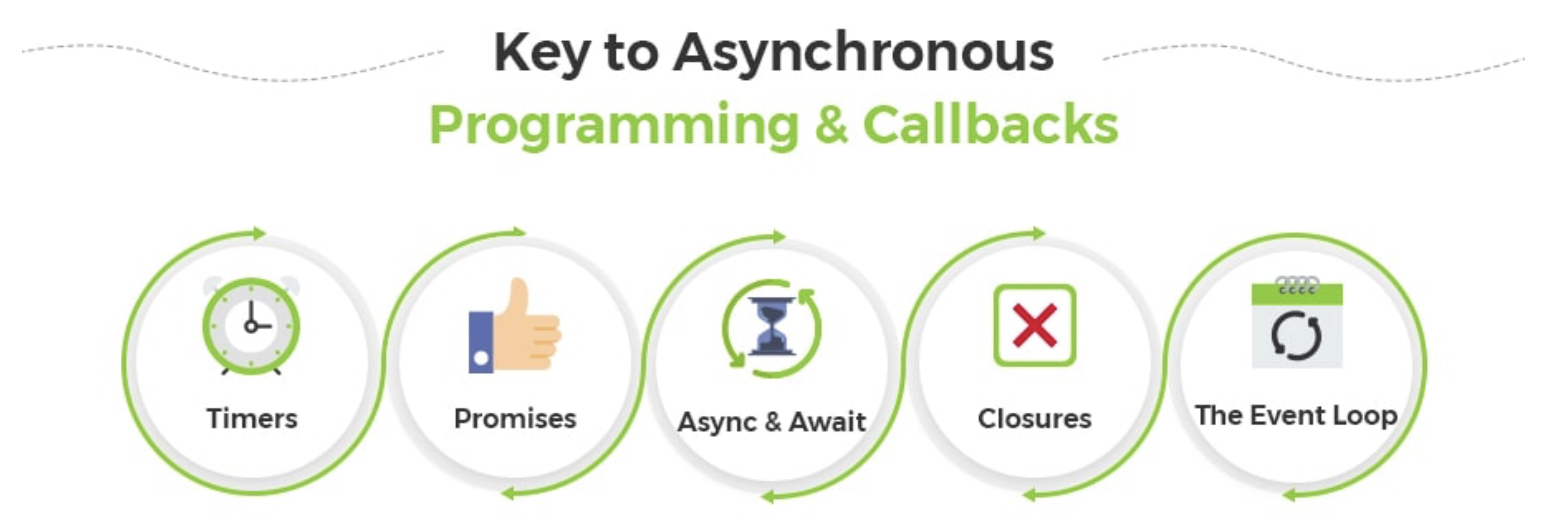 Key to Asynchronous
Programming & Callbacks
Timers
Promises
Async & Await
Closures
The Event Loop